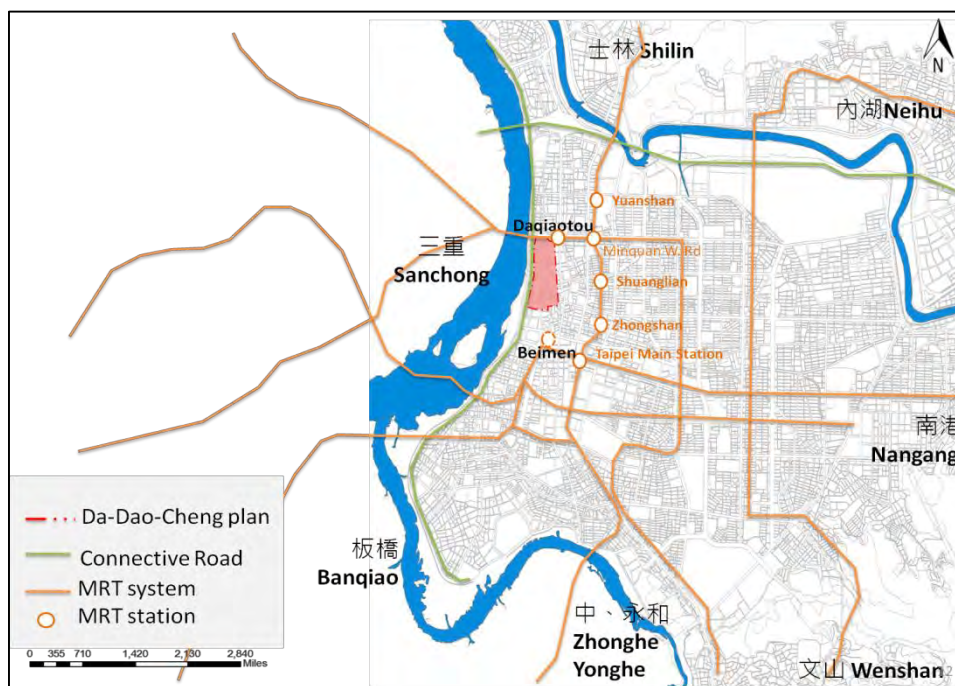 士林 Shilin
N
內湖Neihu
Yuanshan
Daqiaotou
Minquan W. Rd
三重
Sanchong
Shuanglian
Zhongshan
Beimen
Taipei Main Station
南港
Nangang
Da-Dao-Cheng plan
Connective Road
MRT system
MRT station
0 355 710 1,420 2,130 2,840
Miles
板橋
Banqiao
中、永和
Zhonghe
Yonghe
文山 Wenshan